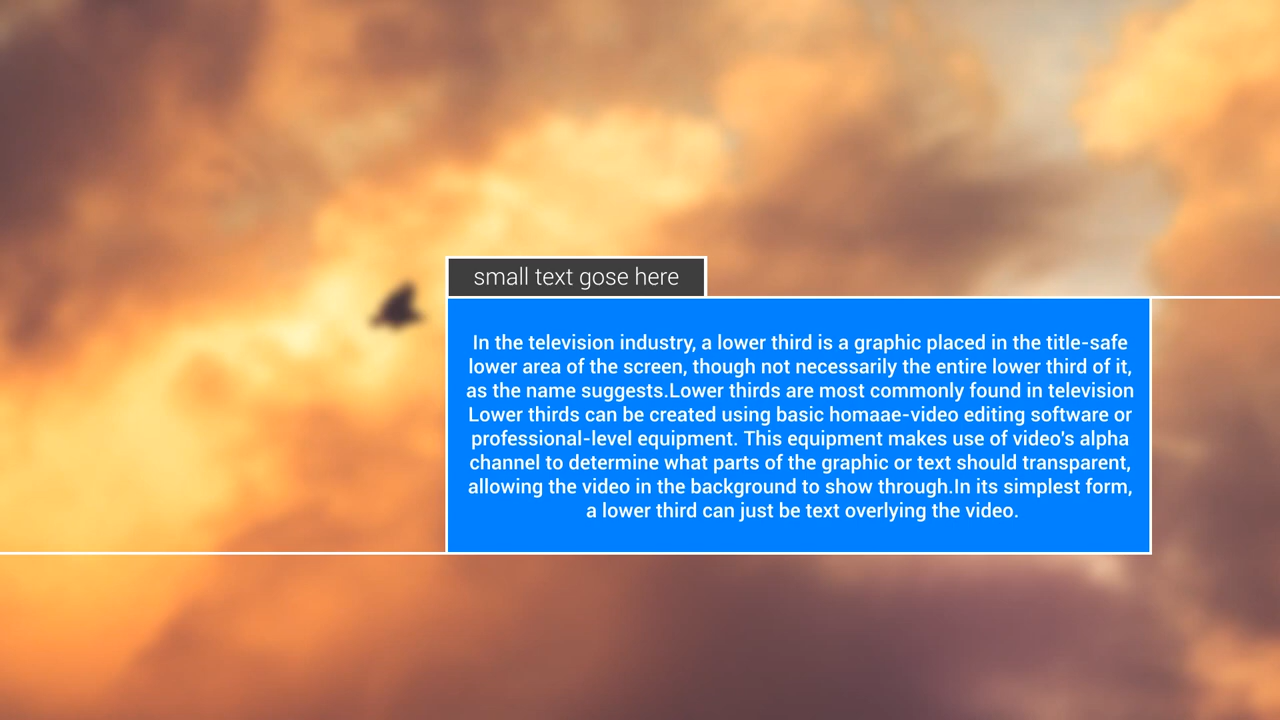 small text gose here
In the television industry, a lower third is a graphic placed in the title-safe
lower area of the screen, though not necessarily the entire lower third of it,
as the name suggests.Lower thirds are most commonly found in television
Lower thirds can be created using basic homaae-video editing software or
professional-level equipment. This equipment makes use of video's alpha
channel to determine what parts of the graphic or text should transparent,
allowing the video in the background to show through.In its simplest form,
a lower third can just be text overlying the video.